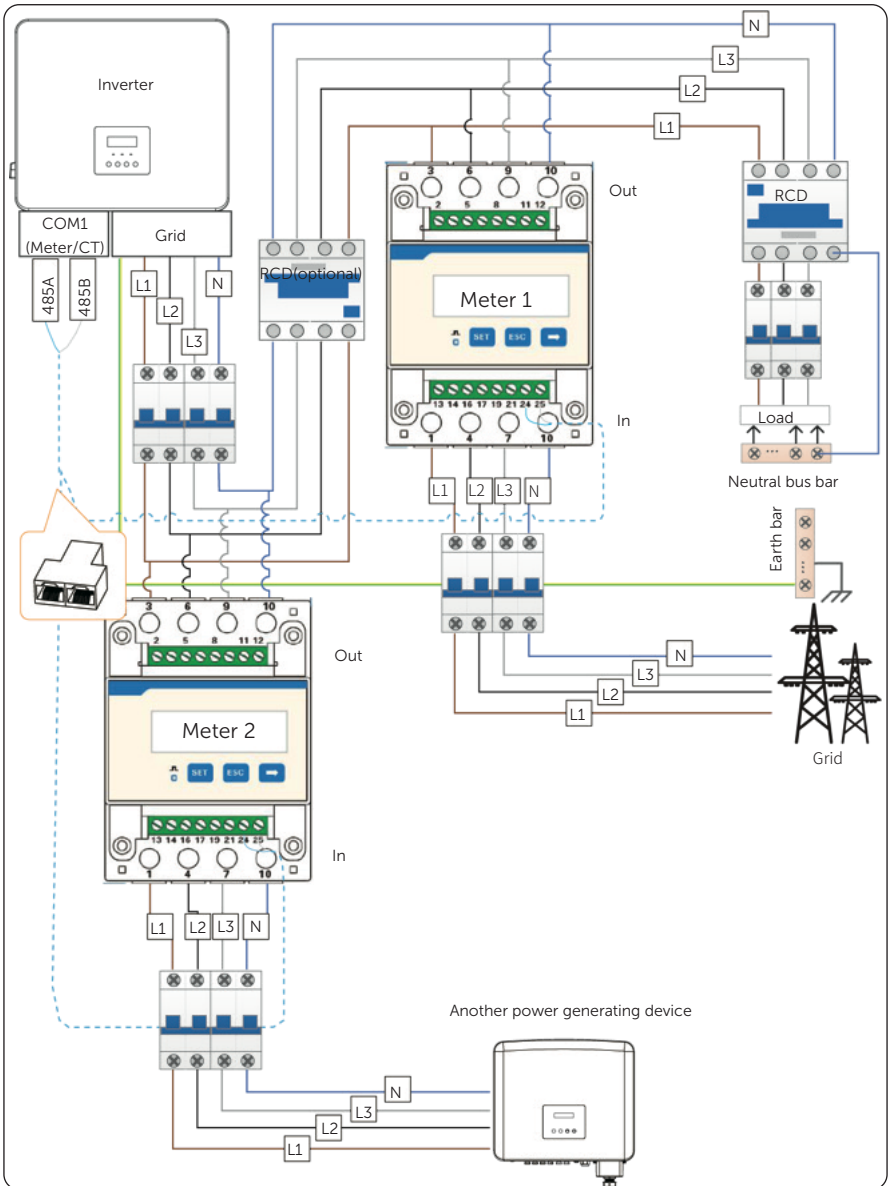 N
L3
L2
L1
Inverter
COM1
(Meter/CT)
Grid
485A
485B
L1
L2
L3
N
RCD(optional)
3 6 9 10
2 5 8 11 12
Out
Meter 1
SET ESC
13 14 16 17 19 21 24 25
1 4 7 10
In
RCD
Load
Neutral bus bar
L1 L2 L3 N
Earth bar
N
L3
L2
L1
Grid
3 6 9 10
2 5 8 11 12
Out
Meter 2
SET ESC
13 14 16 17 19 21 24 25
1 4 7 10
In
L1 L2 L3 N
Another power generating device
N
L3
L2
L1